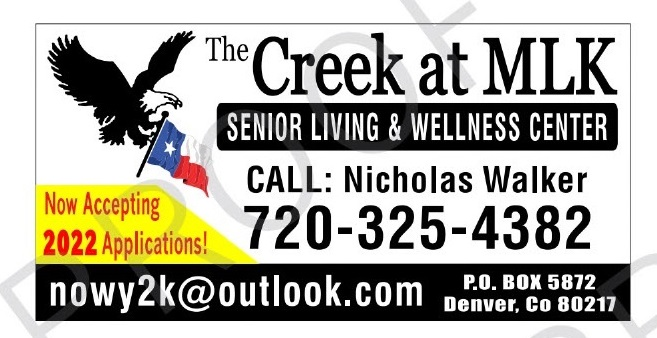 The Creek at MLK
SENIOR LIVING & WELLNESS CENTER
CALL: Nicholas Walker
720-325-4382
Now Accepting
2022 Applications!
nowy2k@outlook.com
P.O. BOX 5872
Denver, Co 80217
PROOF